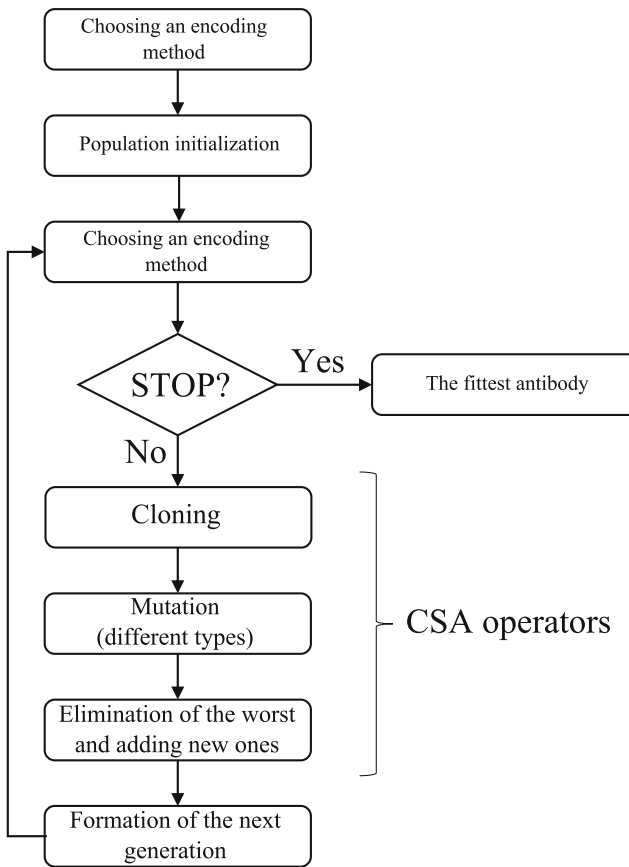 Choosing an encoding
method
Population initialization
Choosing an encoding
method
STOP?
Yes
The fittest antibody
No
Cloning
Mutation
(different types)
CSA operators
Elimination of the worst
and adding new ones
Formation of the next
generation